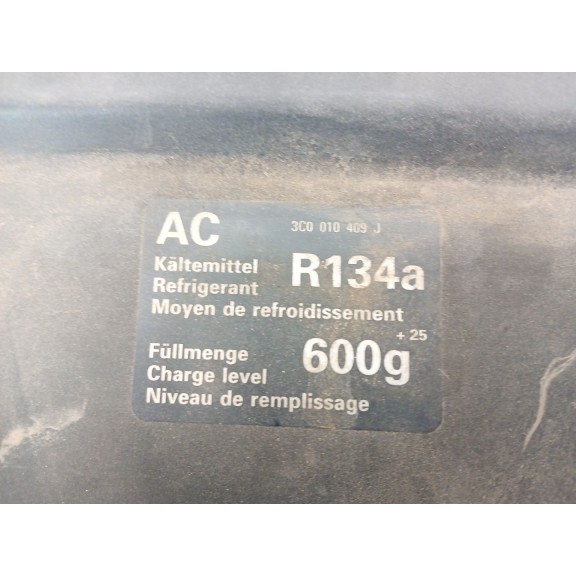 AC 3C0 010 409 J
Kältemittel R134a
Refrigerant
Moyen de refroidissement
Füllmenge 600g + 25
Charge level
Niveau de remplissage